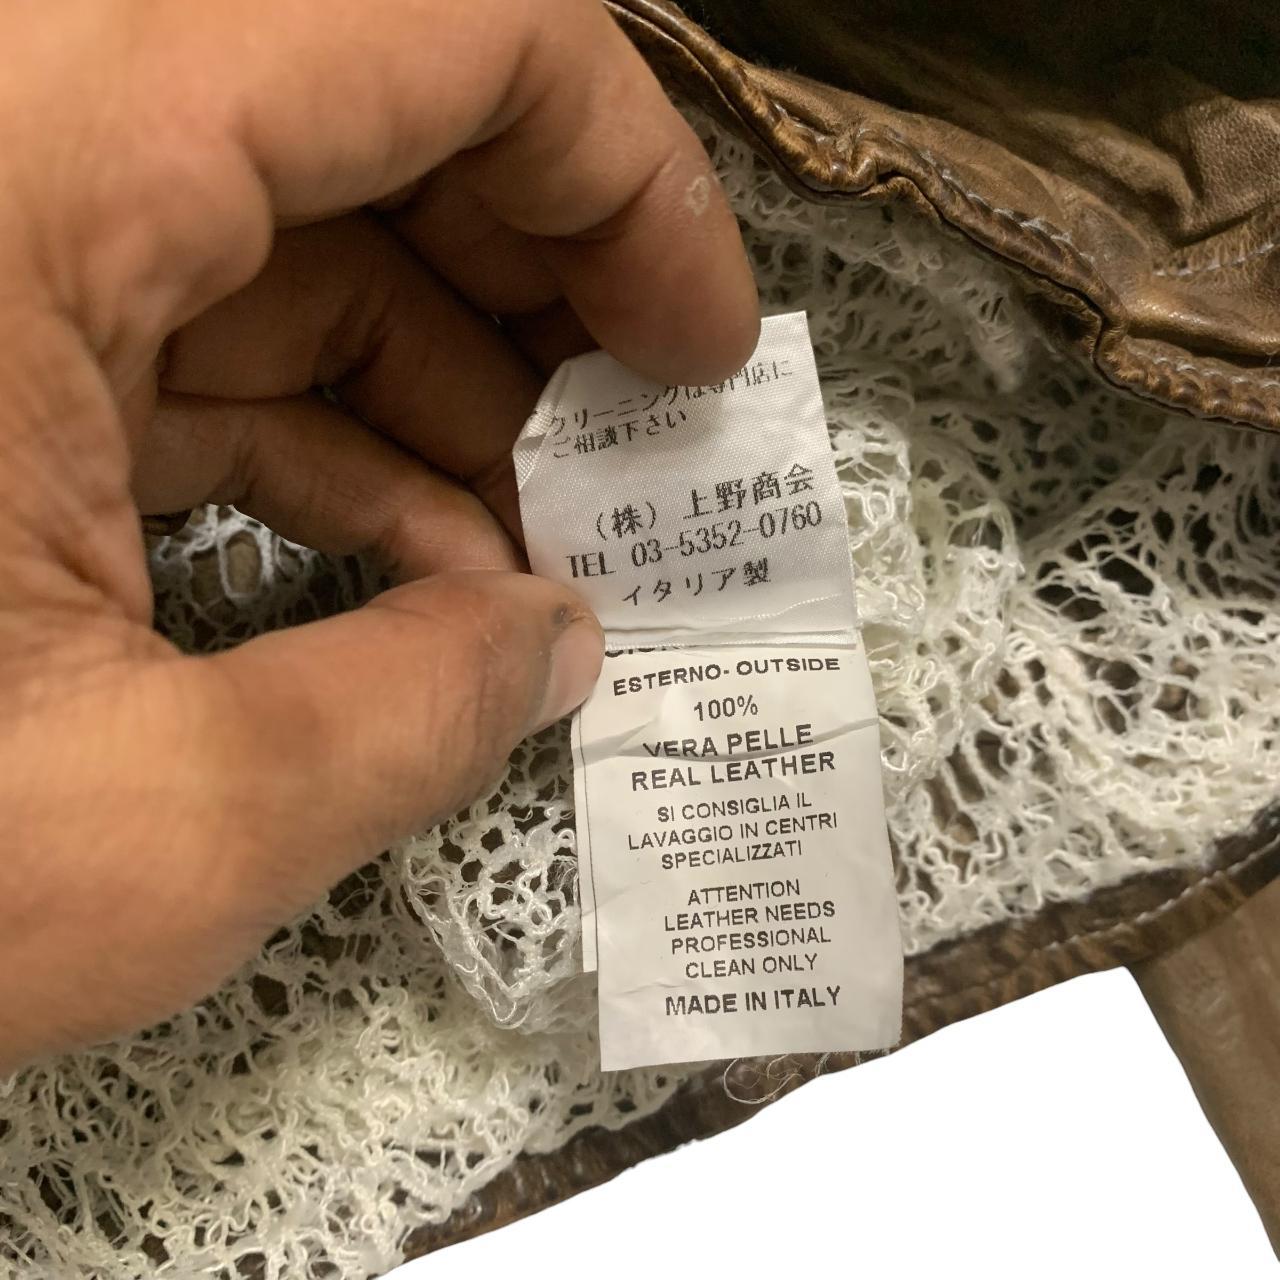 クリーニングは専門店に
ご相談下さい
(株) 上野商会
TEL 03-5352-0760
イタリア製
ESTERNO- OUTSIDE
100%
VERA PELLE
REAL LEATHER
SI CONSIGLIA IL
LAVAGGIO IN CENTRI
SPECIALIZZATI
ATTENTION
LEATHER NEEDS
PROFESSIONAL
CLEAN ONLY
MADE IN ITALY